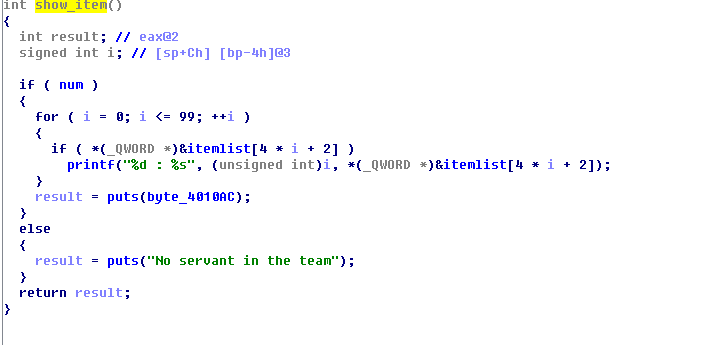 int show_item()
{
  int result; // eax@2
  signed int i; // [sp+Ch] [bp-4h]@3

  if ( num )
  {
    for ( i = 0; i <= 99; ++i )
    {
      if ( *(_QWORD *)&itemlist[4 * i + 2] )
        printf("%d : %s", (unsigned int)i, *(_QWORD *)&itemlist[4 * i + 2]);
    }
    result = puts(byte_4010AC);
  }
  else
  {
    result = puts("No servant in the team");
  }
  return result;
}